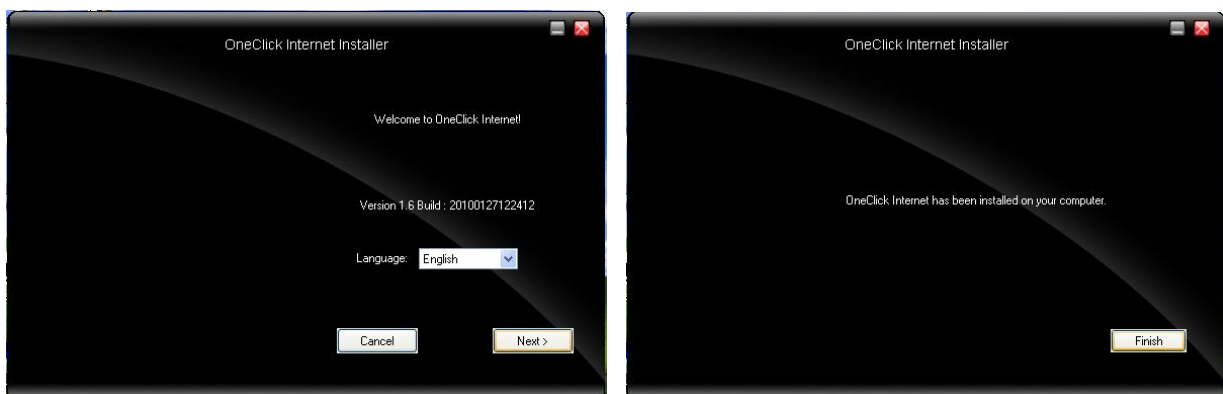 OneClick Internet Installer
Welcome to OneClick Internet!
Version 1.6 Build : 20100127122412
Language: English
Cancel Next >
OneClick Internet Installer
OneClick Internet has been installed on your computer.
Finish